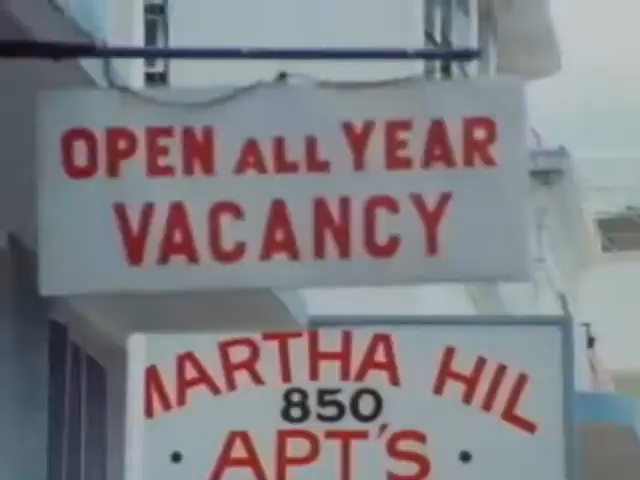 OPEN ALL YEAR
VACANCY
MARTHA HIL
850
• APT'S •